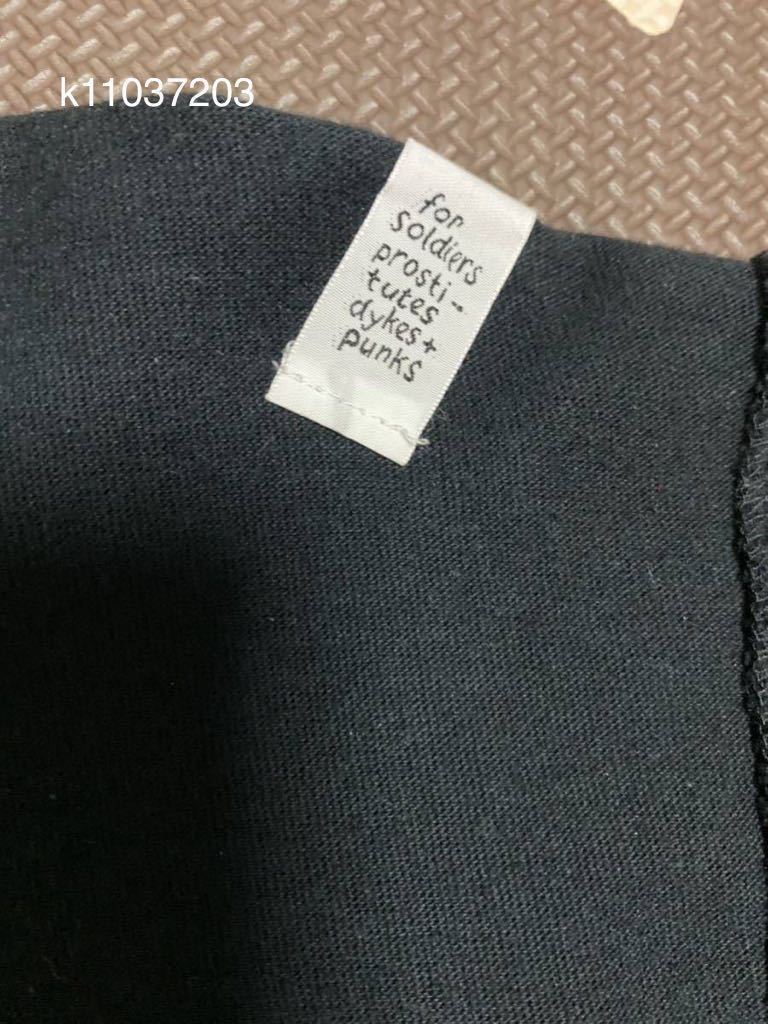 k11037203
for
soldiers
prosti-
tutes
dykes+
punks